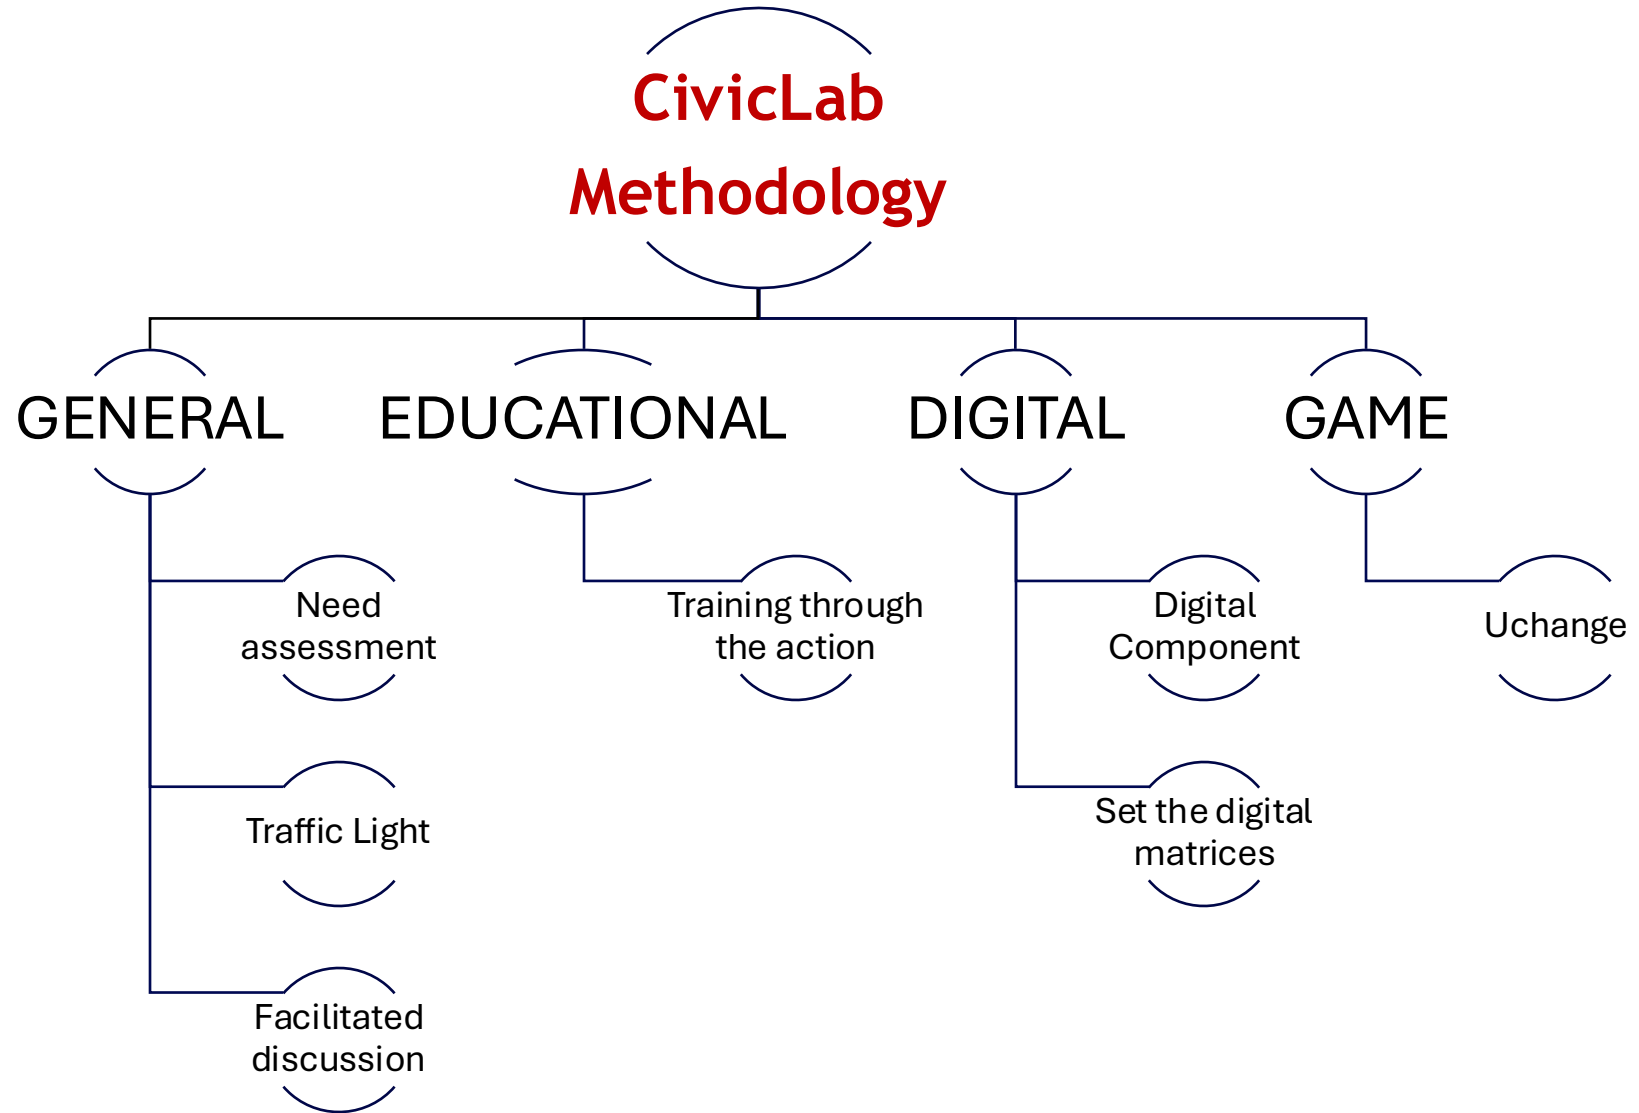 CivicLab
Methodology
GENERAL
EDUCATIONAL
DIGITAL
GAME
Need
assessment
Traffic Light
Facilitated
discussion
Training through
the action
Digital
Component
Set the digital
matrices
Uchange